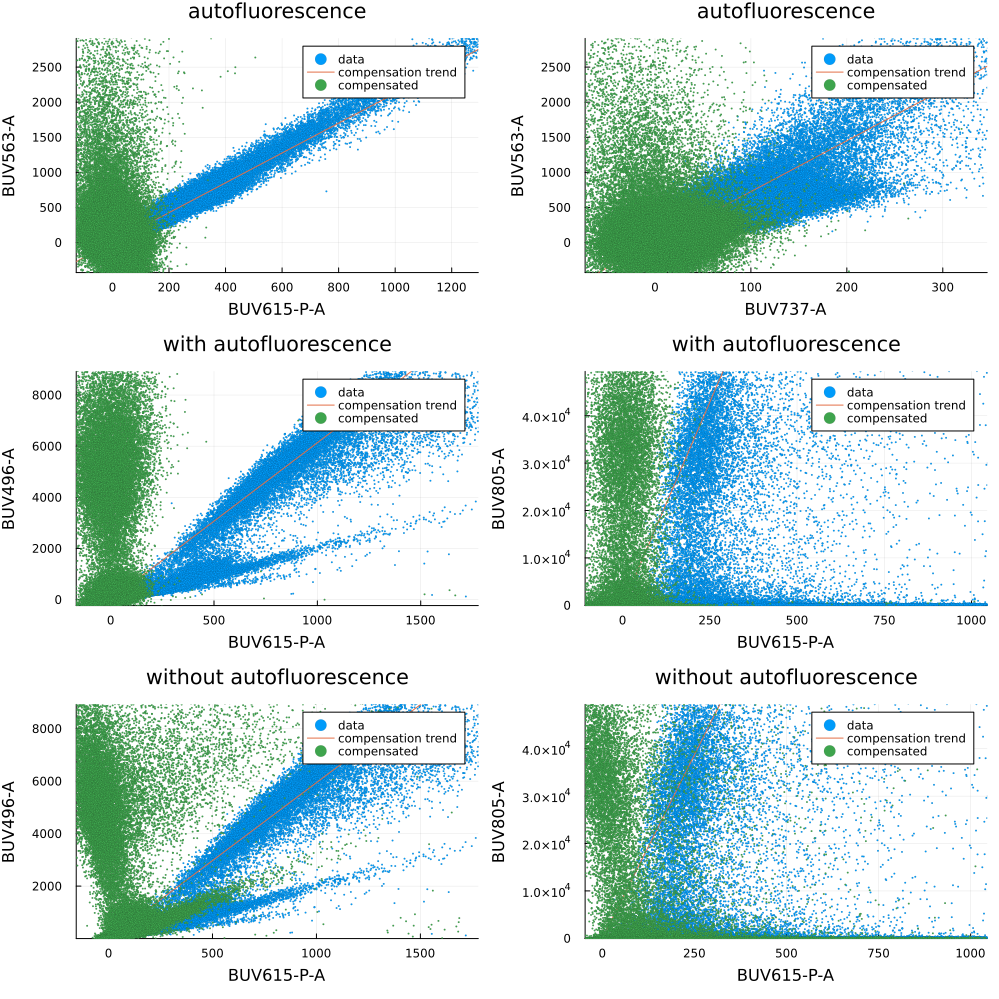 autofluorescence
2500
2000
1500
1000
500
0
BUV563-A
data
compensation trend
compensated
0 200 400 600 800 1000 1200
BUV615-P-A
autofluorescence
2500
2000
1500
1000
500
0
BUV563-A
data
compensation trend
compensated
0 100 200 300
BUV737-A
with autofluorescence
8000
6000
4000
2000
0
BUV496-A
data
compensation trend
compensated
0 500 1000 1500
BUV615-P-A
with autofluorescence
4.0×10⁴
3.0×10⁴
2.0×10⁴
1.0×10⁴
0
BUV805-A
data
compensation trend
compensated
0 250 500 750 1000
BUV615-P-A
without autofluorescence
8000
6000
4000
2000
BUV496-A
data
compensation trend
compensated
0 500 1000 1500
BUV615-P-A
without autofluorescence
4.0×10⁴
3.0×10⁴
2.0×10⁴
1.0×10⁴
0
BUV805-A
data
compensation trend
compensated
0 250 500 750 1000
BUV615-P-A